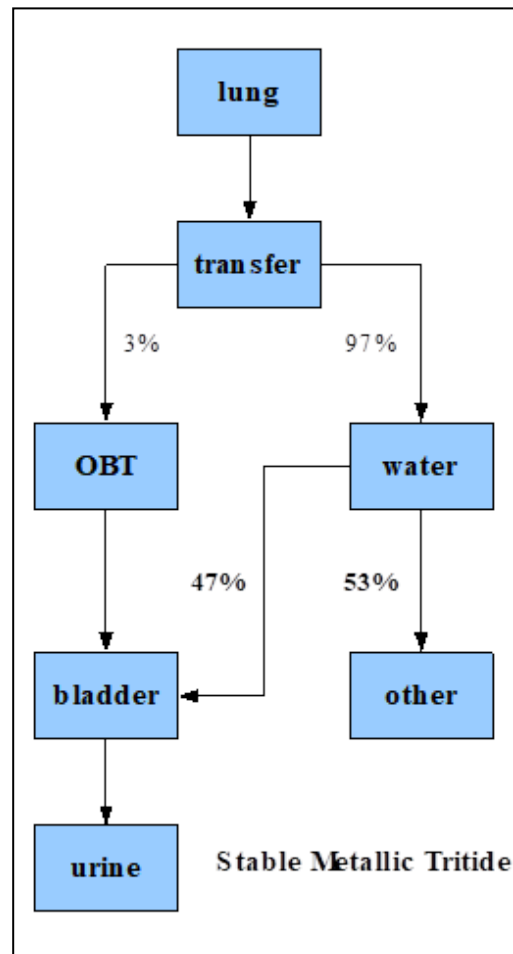 lung
transfer
3%
97%
OBT
water
47%
53%
bladder
other
urine
Stable Metallic Tritide